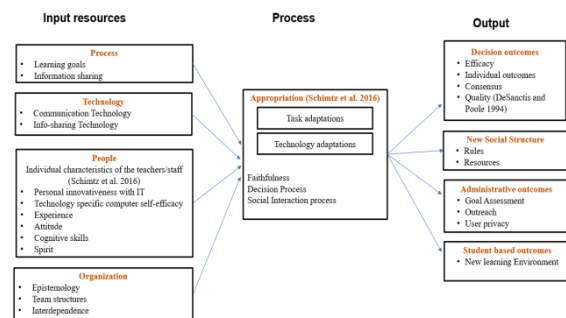 Input resources
Process
Output
Process
• Learning goals
• Information sharing
Technology
• Communication Technology
• Info-sharing Technology
People
Individual characteristics of the teachers/staff
(Schimtz et al. 2016)
• Personal innovativeness with IT
• Technology specific computer self-efficacy
• Experience
• Attitude
• Cognitive skills
• Spirit
Organization
• Epistemology
• Team structures
• Interdependence
Appropriation (Schimtz et al. 2016)
Task adaptations
Technology adaptations
Faithfulness
Decision Process
Social Interaction process
Decision outcomes
• Efficacy
• Individual outcomes
• Consensus
• Quality (DeSanctis and
Poole 1994)
New Social Structure
• Rules
• Resources
Administrative outcomes
• Goal Assessment
• Outreach
• User privacy
Student based outcomes
• New learning Environment